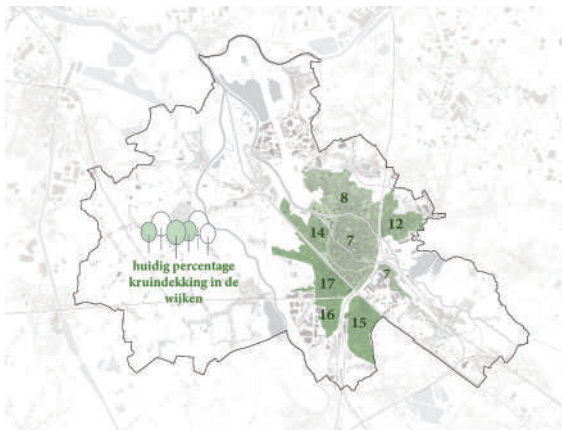 8
12
14
7
huidig percentage
kruindekking in de
wijken
7
17
16
15